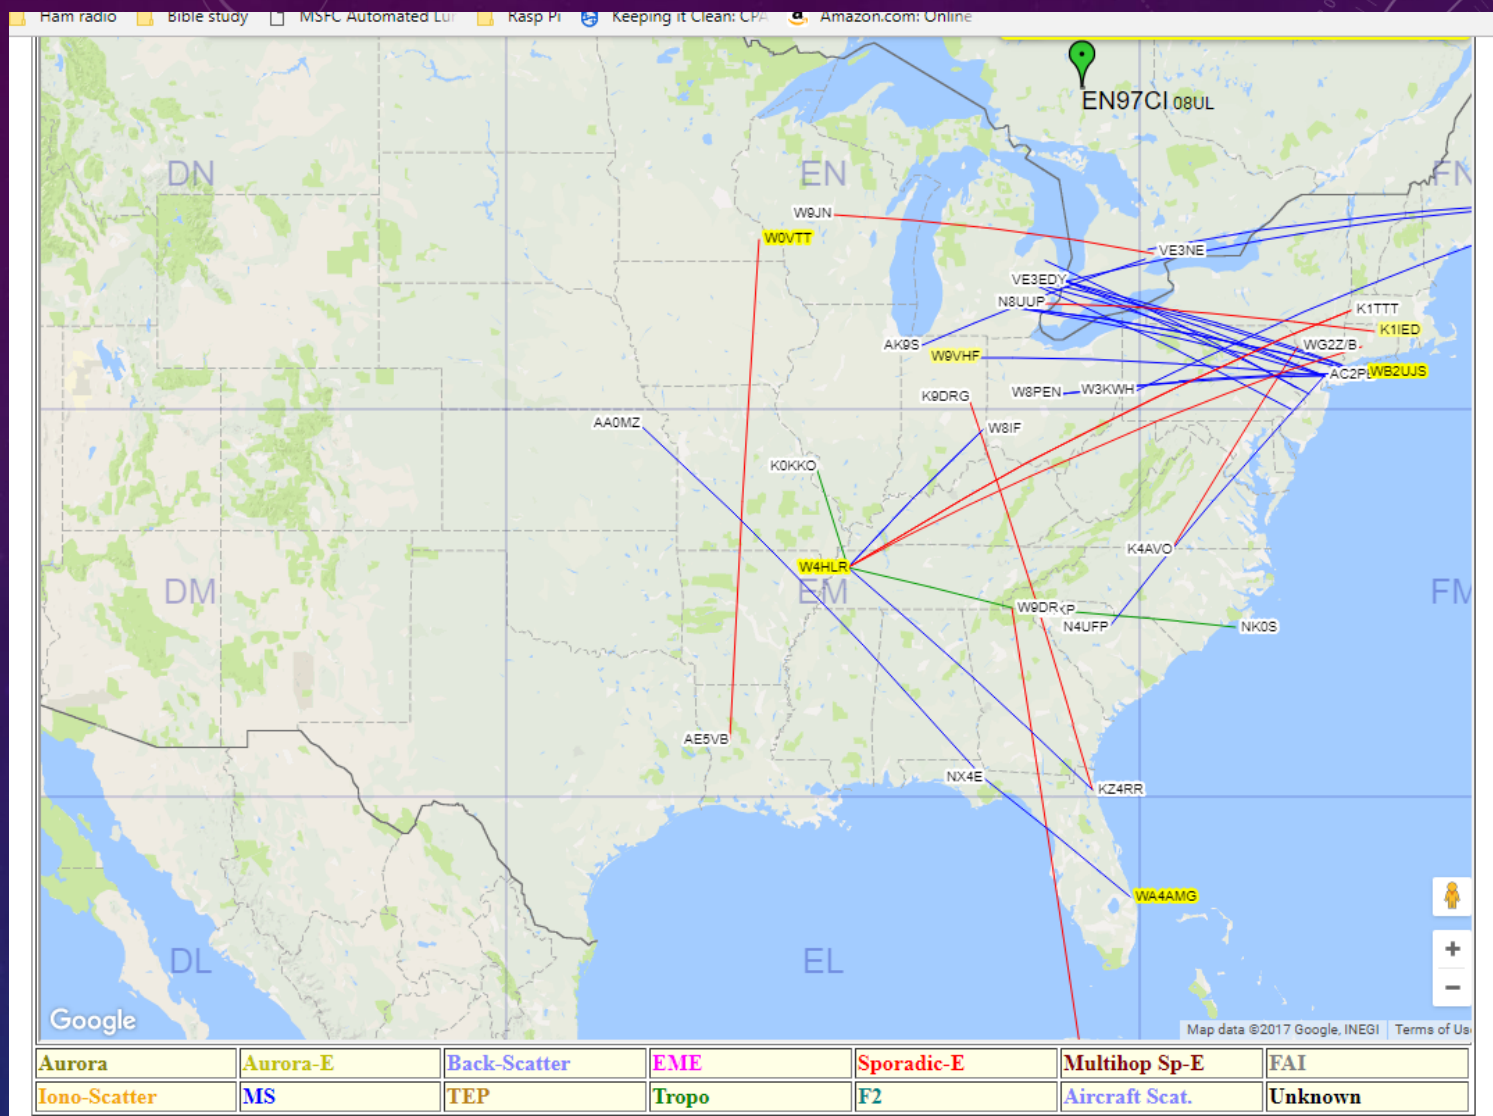 Ham radio Bible study MSFC Automated Lur Rasp Pi Keeping it Clean: CPA a Amazon.com: Online
EN97CI.08UL
DN EN FN
W9JN
W0VTT
VE3NE
VE3EDY
N8UUP K1TTT
K1IED
AK9S WG2Z/B
W9VHF
AC2PL WB2UJS
W8PEN W3KWH
K9DRG
AA0MZ W8IF
K0KKO
K4AVO
W4HLR
DM EM FM
W9DR KP
N4UFP NK0S
AE5VB
NX4E KZ4RR
WA4AMG
DL EL
+
−
Google Map data ©2017 Google, INEGI Terms of Us
Aurora Aurora-E Back-Scatter EME Sporadic-E Multihop Sp-E FAI
Iono-Scatter MS TEP Tropo F2 Aircraft Scat. Unknown